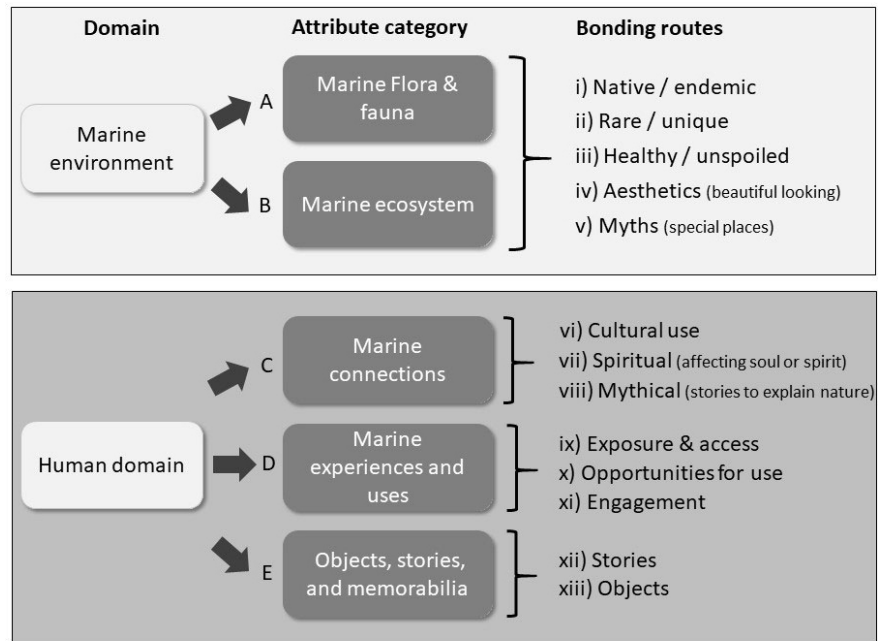 Domain
Attribute category
Bonding routes
Marine environment
A
B
Marine Flora &
fauna
Marine ecosystem
i) Native / endemic
ii) Rare / unique
iii) Healthy / unspoiled
iv) Aesthetics (beautiful looking)
v) Myths (special places)
Human domain
C
D
E
Marine
connections
Marine
experiences and
uses
Objects, stories,
and memorabilia
vi) Cultural use
vii) Spiritual (affecting soul or spirit)
viii) Mythical (stories to explain nature)
ix) Exposure & access
x) Opportunities for use
xi) Engagement
xii) Stories
xiii) Objects